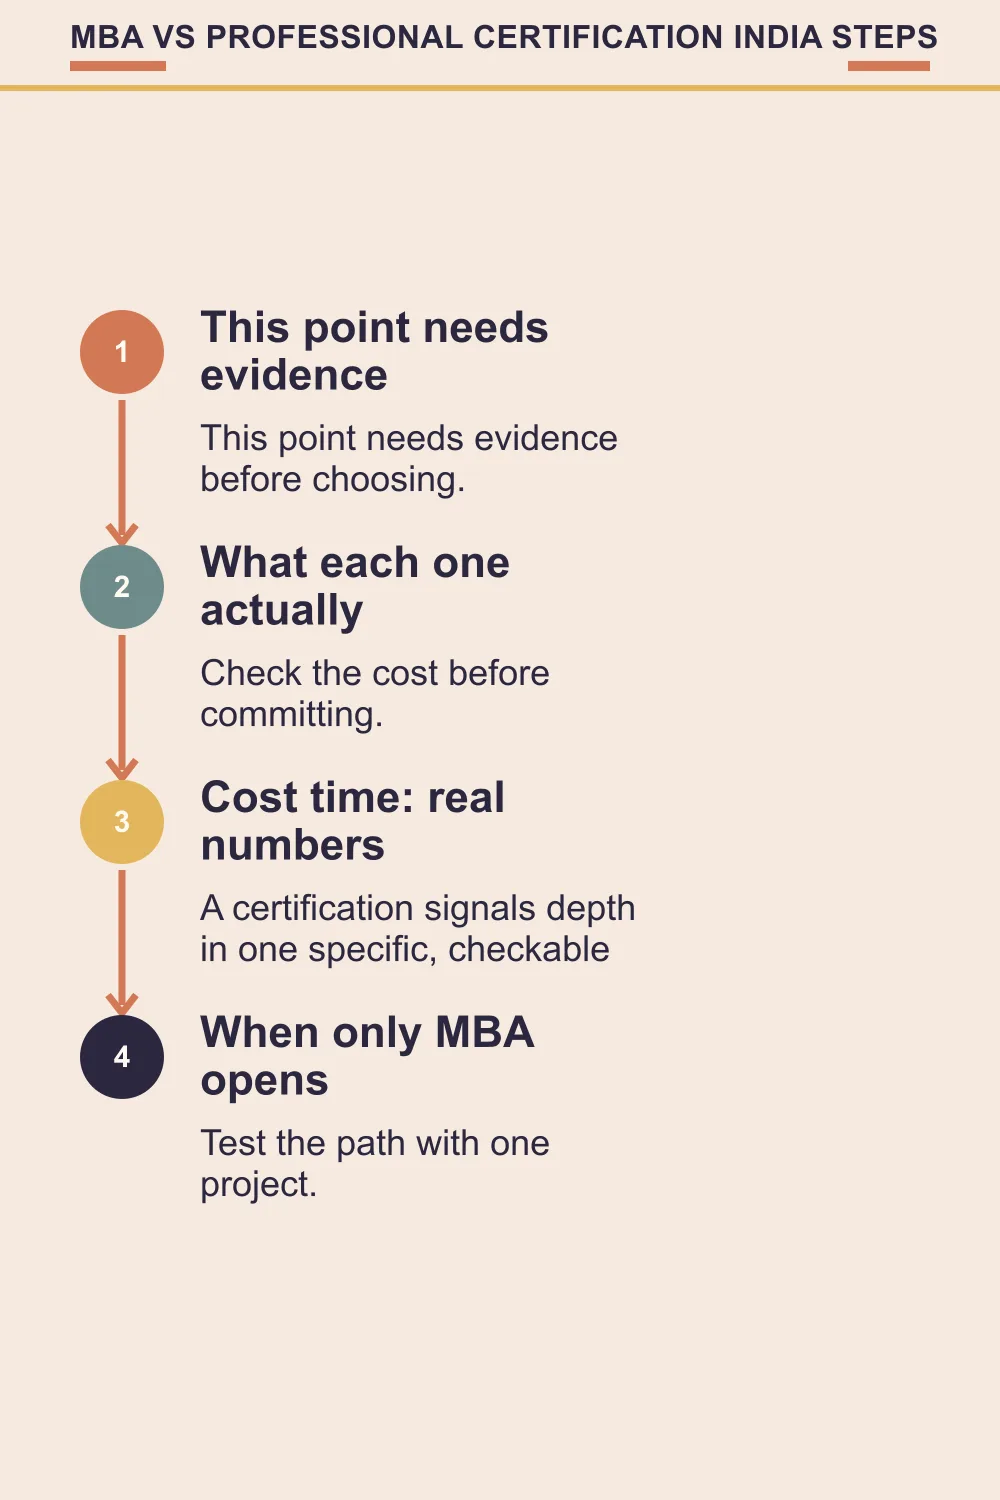 MBA VS PROFESSIONAL CERTIFICATION INDIA STEPS
1
This point needs
evidence
This point needs evidence
before choosing.
2
What each one
actually
Check the cost before
committing.
3
Cost time: real
numbers
A certification signals depth
in one specific, checkable
4
When only MBA
opens
Test the path with one
project.